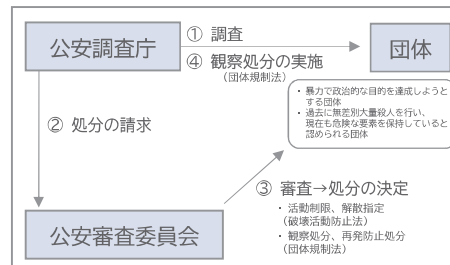 公安調査庁
① 調査
④ 観察処分の実施
（団体規制法）
団体
・ 暴力で政治的な目的を達成しようと
する団体
・ 過去に無差別大量殺人を行い、
現在も危険な要素を保持していると
認められる団体
② 処分の請求
③ 審査→処分の決定
・ 活動制限、解散指定
（破壊活動防止法）
・ 観察処分、再発防止処分
（団体規制法）
公安審査委員会